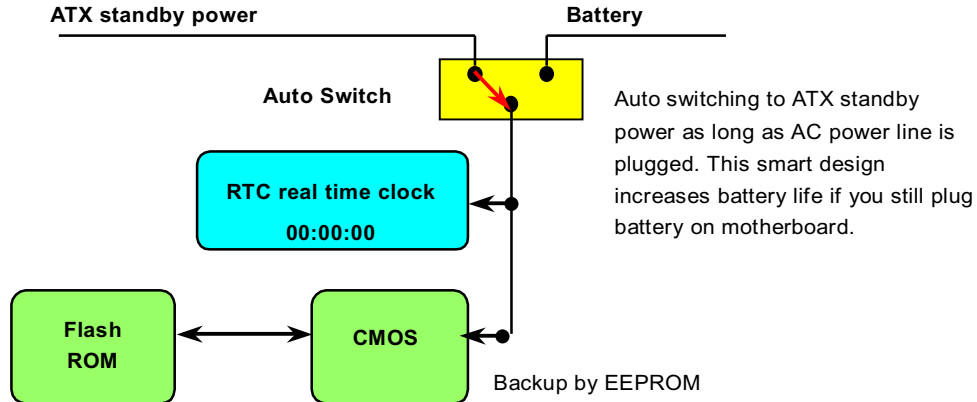 ATX standby power
Battery
Auto Switch
Auto switching to ATX standby
power as long as AC power line is
plugged. This smart design
increases battery life if you still plug
battery on motherboard.
RTC real time clock
00:00:00
Flash
ROM
CMOS
Backup by EEPROM